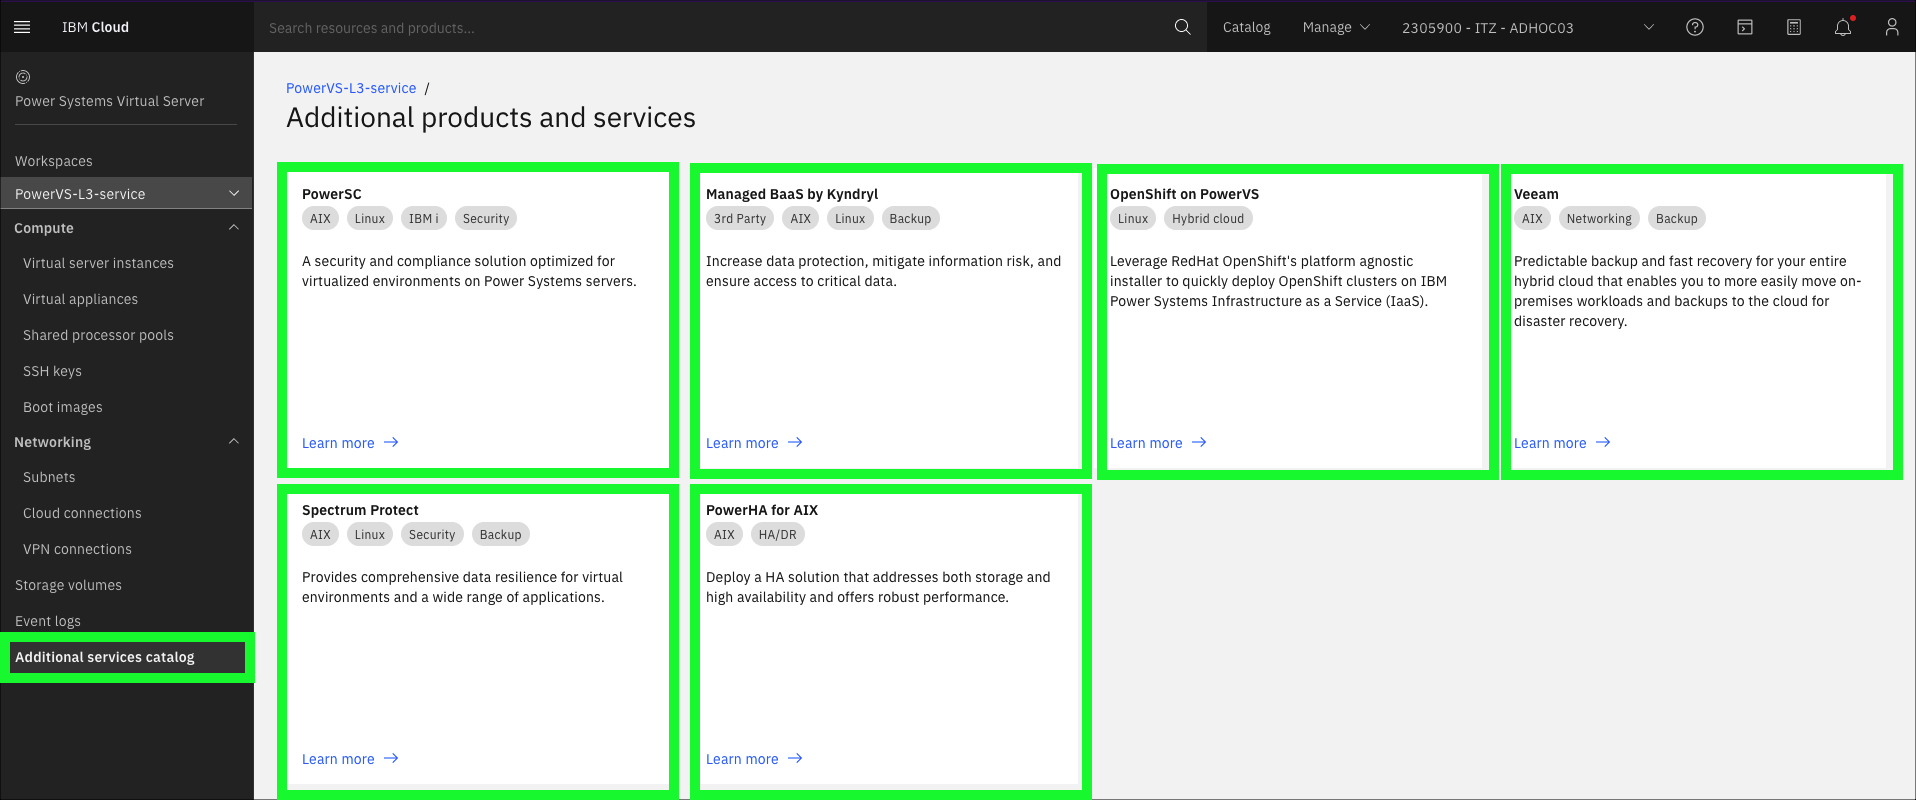 IBM Cloud
Search resources and products...
Catalog
Manage
2305900 - ITZ - ADHOC03
Power Systems Virtual Server
Workspaces
PowerVS-L3-service
Compute
Virtual server instances
Virtual appliances
Shared processor pools
SSH keys
Boot images
Networking
Subnets
Cloud connections
VPN connections
Storage volumes
Event logs
Additional services catalog
PowerVS-L3-service /
Additional products and services
PowerSC
AIX Linux IBM i Security
A security and compliance solution optimized for
virtualized environments on Power Systems servers.
Learn more
Managed BaaS by Kyndryl
3rd Party AIX Linux Backup
Increase data protection, mitigate information risk, and
ensure access to critical data.
Learn more
OpenShift on PowerVS
Linux Hybrid cloud
Leverage RedHat OpenShift's platform agnostic
installer to quickly deploy OpenShift clusters on IBM
Power Systems Infrastructure as a Service (IaaS).
Learn more
Veeam
AIX Networking Backup
Predictable backup and fast recovery for your entire
hybrid cloud that enables you to more easily move on-
premises workloads and backups to the cloud for
disaster recovery.
Learn more
Spectrum Protect
AIX Linux Security Backup
Provides comprehensive data resilience for virtual
environments and a wide range of applications.
Learn more
PowerHA for AIX
AIX HA/DR
Deploy a HA solution that addresses both storage and
high availability and offers robust performance.
Learn more